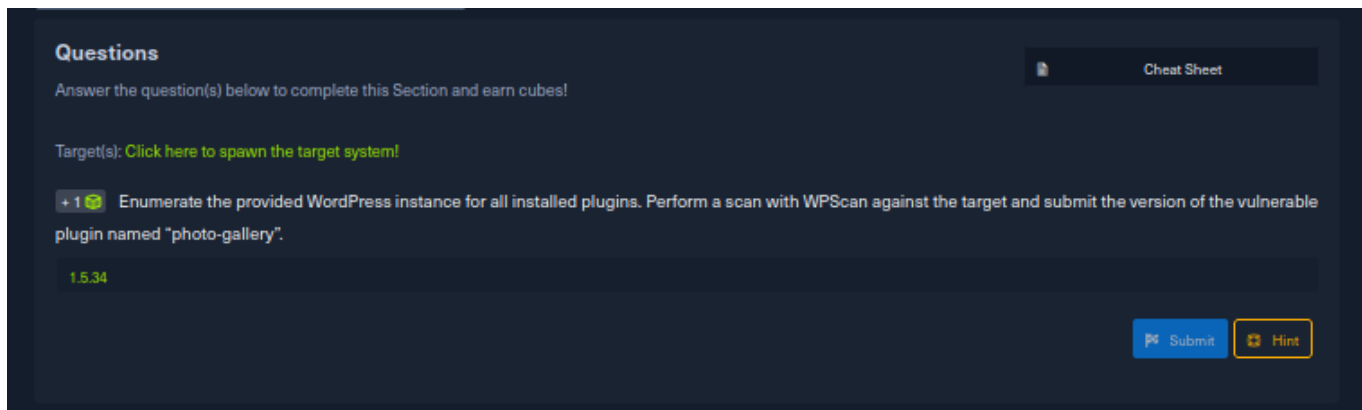 Questions
Cheat Sheet
Answer the question(s) below to complete this Section and earn cubes!
Target(s): Click here to spawn the target system!
+ 1 Enumerate the provided WordPress instance for all installed plugins. Perform a scan with WPScan against the target and submit the version of the vulnerable
plugin named “photo-gallery”.
1.5.34
Submit
Hint